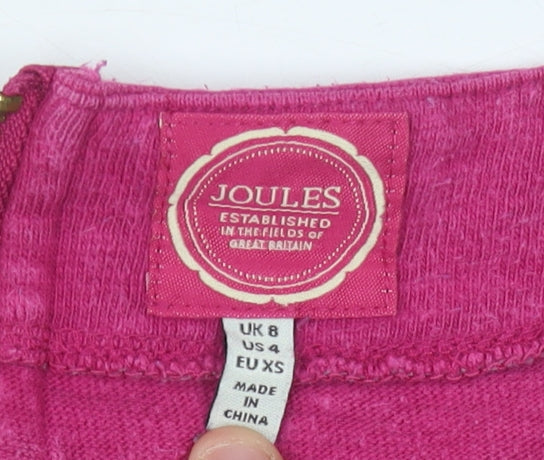 JOULES
ESTABLISHED
IN THE FIELDS OF
GREAT BRITAIN
UK 8
US 4
EU XS
MADE
IN
CHINA